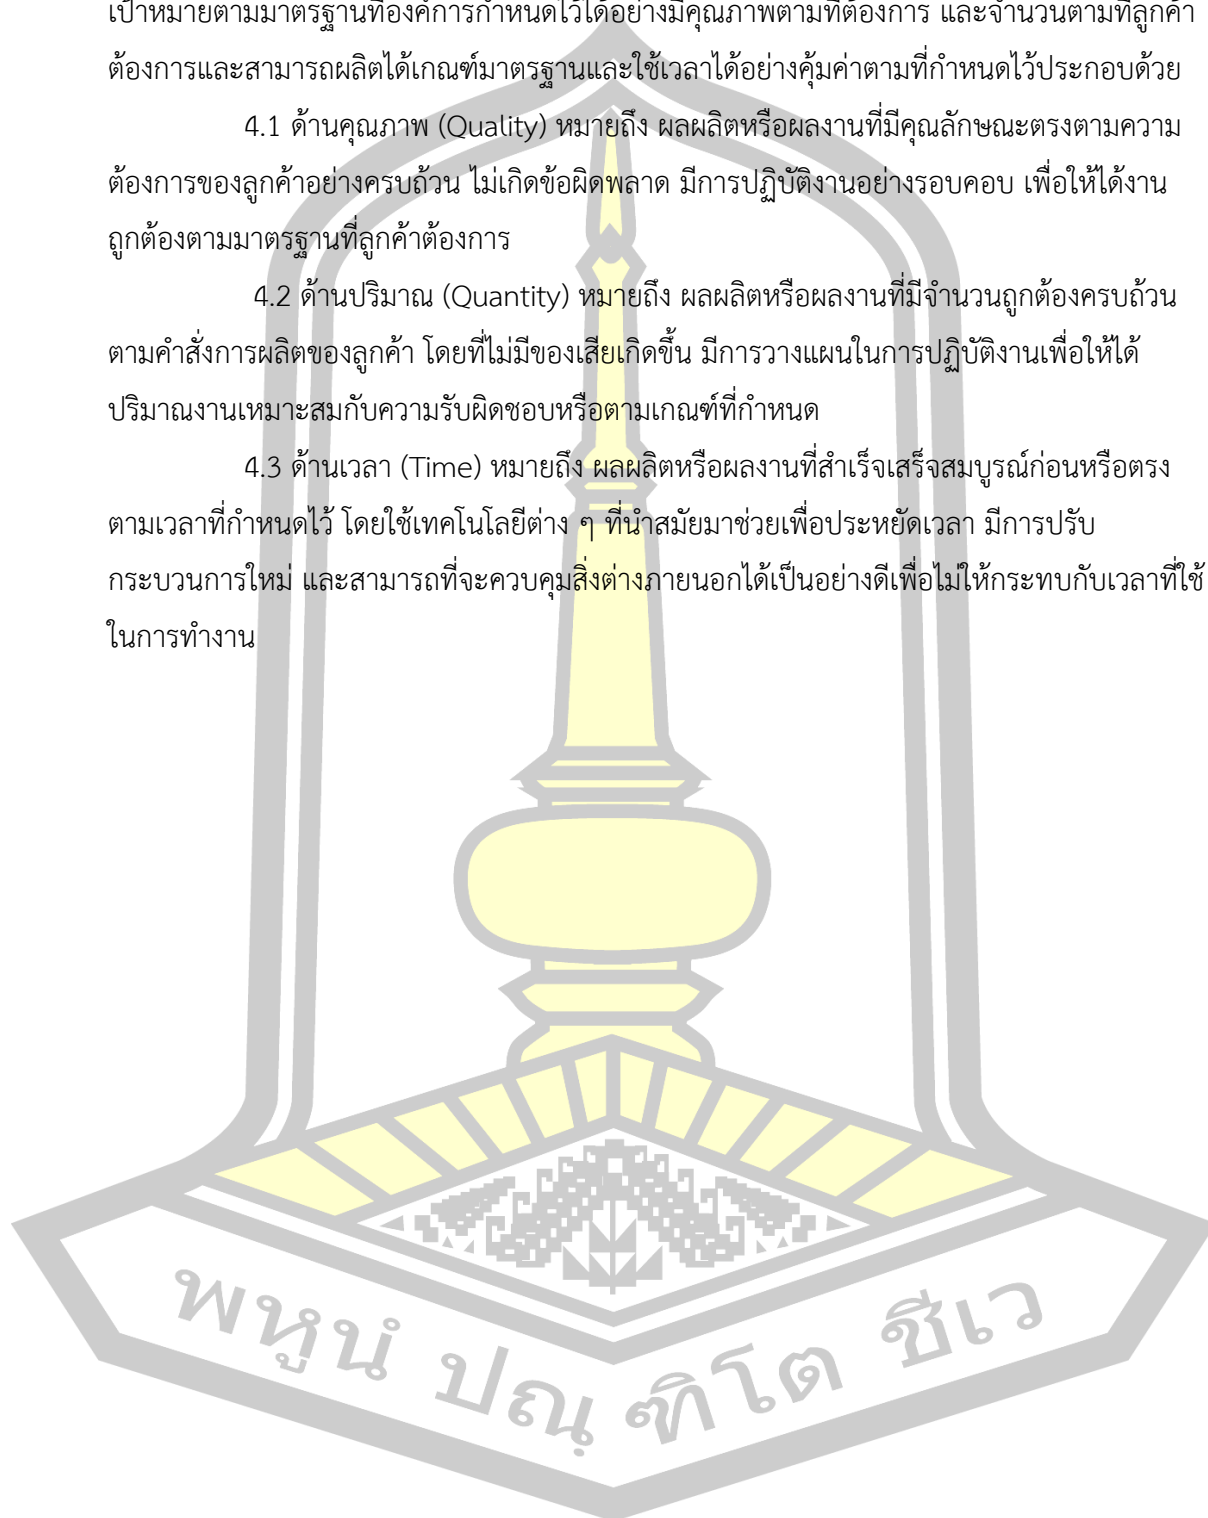 เป้าหมายตามมาตรฐานที่องค์การกำหนดไว้ได้อย่างมีคุณภาพตามที่ต้องการ และจำนวนตามที่ลูกค้า
ต้องการและสามารถผลิตได้เกณฑ์มาตรฐานและใช้เวลาได้อย่างคุ้มค่าตามที่กำหนดไว้ประกอบด้วย
4.1 ด้านคุณภาพ (Quality) หมายถึง ผลผลิตหรือผลงานที่มีคุณลักษณะตรงตามความ
ต้องการของลูกค้าอย่างครบถ้วน ไม่เกิดข้อผิดพลาด มีการปฏิบัติงานอย่างรอบคอบ เพื่อให้ได้งาน
ถูกต้องตามมาตรฐานที่ลูกค้าต้องการ
4.2 ด้านปริมาณ (Quantity) หมายถึง ผลผลิตหรือผลงานที่มีจำนวนถูกต้องครบถ้วน
ตามคำสั่งการผลิตของลูกค้า โดยที่ไม่มีของเสียเกิดขึ้น มีการวางแผนในการปฏิบัติงานเพื่อให้ได้
ปริมาณงานเหมาะสมกับความรับผิดชอบหรือตามเกณฑ์ที่กำหนด
4.3 ด้านเวลา (Time) หมายถึง ผลผลิตหรือผลงานที่สำเร็จเสร็จสมบูรณ์ก่อนหรือตรง
ตามเวลาที่กำหนดไว้ โดยใช้เทคโนโลยีต่าง ๆ ที่นำสมัยมาช่วยเพื่อประหยัดเวลา มีการปรับ
กระบวนการใหม่ และสามารถที่จะควบคุมสิ่งต่างภายนอกได้เป็นอย่างดีเพื่อไม่ให้กระทบกับเวลาที่ใช้
ในการทำงาน
พหูนํ ปณฺฑิโต ชีเว